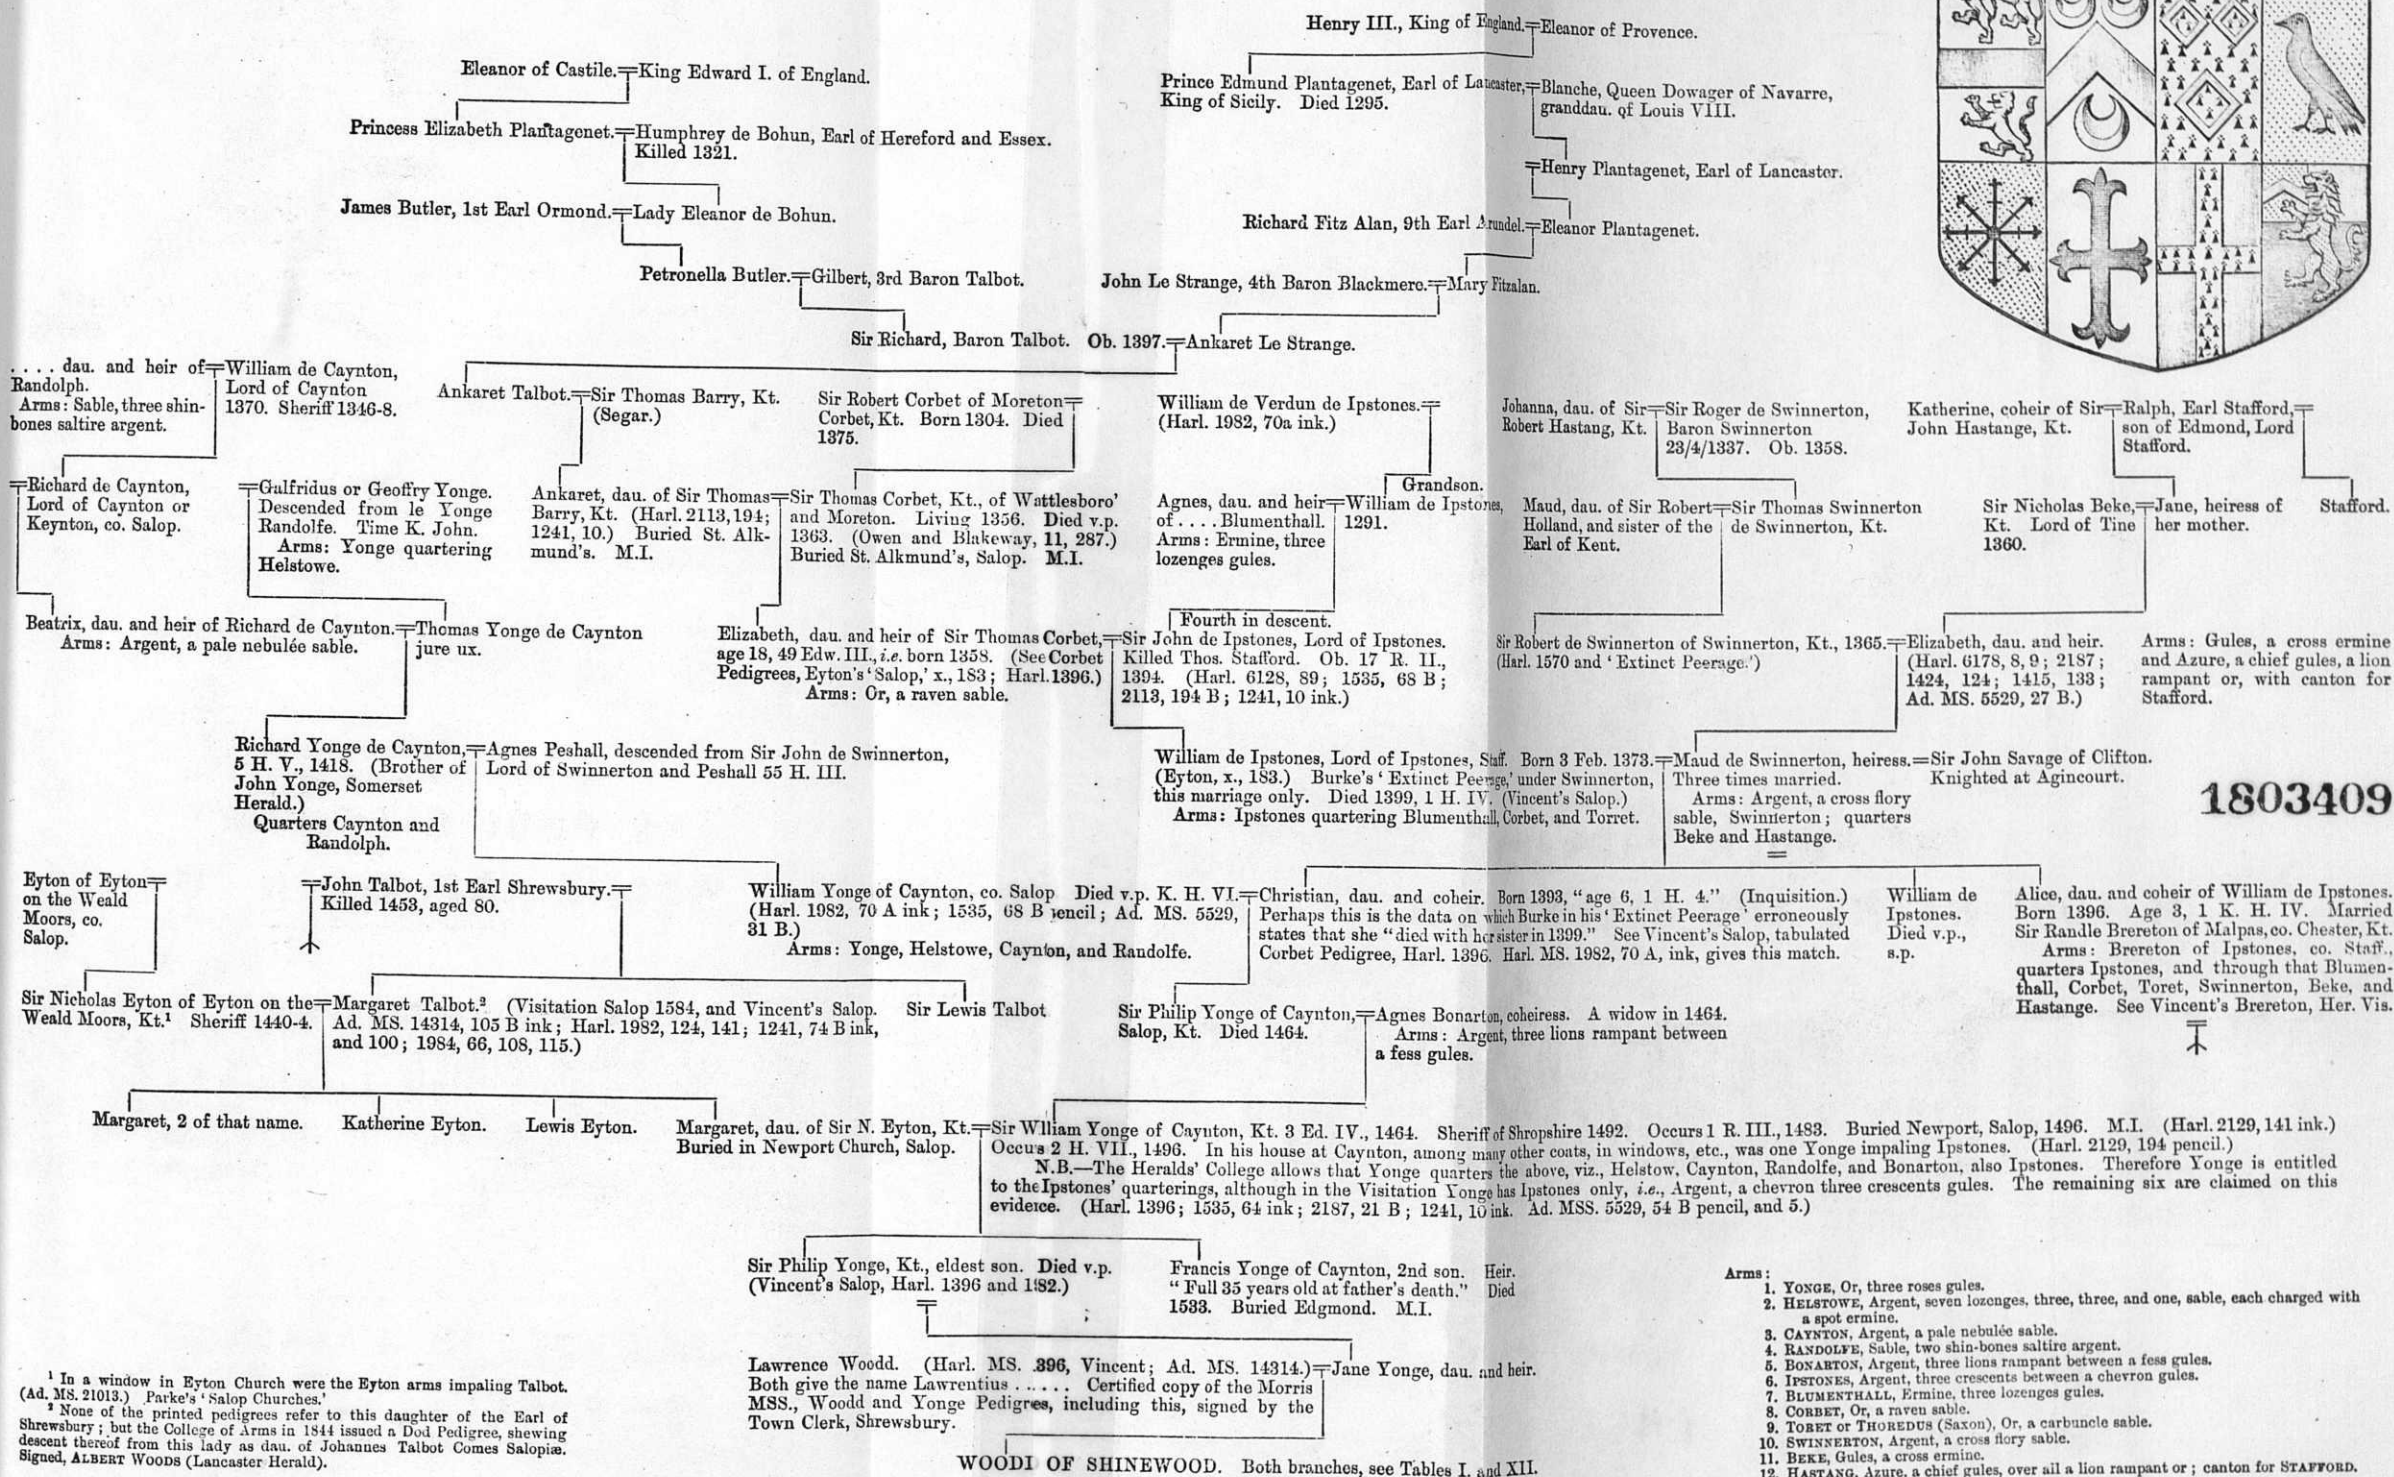 Henry III., King of England.=Eleanor of Provence.
Eleanor of Castile.=King Edward I. of England.
Prince Edmund Plantagenet, Earl of Lancaster,=Blanche, Queen Dowager of Navarre,
King of Sicily. Died 1295.
granddau. of Louis VIII.
Princess Elizabeth Plantagenet.=Humphrey de Bohun, Earl of Hereford and Essex.
Killed 1321.
=Henry Plantagenet, Earl of Lancaster.
James Butler, 1st Earl Ormond.=Lady Eleanor de Bohun.
Richard Fitz Alan, 9th Earl Arundel.=Eleanor Plantagenet.
Petronella Butler.=Gilbert, 3rd Baron Talbot.
John Le Strange, 4th Baron Blackmere.=Mary Fitzalan.
Sir Richard, Baron Talbot. Ob. 1397.=Ankaret Le Strange.
. . . . dau. and heir of=William de Caynton,
Randolph.
Lord of Caynton
Arms: Sable, three shin-
1370. Sheriff 1346-8.
bones saltire argent.
Ankaret Talbot.=Sir Thomas Barry, Kt.
(Segar.)
Sir Robert Corbet of Moreton=
Corbet, Kt. Born 1304. Died
1375.
William de Verdun de Ipstones.=
(Harl. 1982, 70a ink.)
Johanna, dau. of Sir=Sir Roger de Swinnerton,
Robert Hastang, Kt.
Baron Swinnerton
23/4/1337. Ob. 1358.
Katherine, coheir of Sir=Ralph, Earl Stafford,=
John Hastange, Kt.
son of Edmond, Lord
Stafford.
=Richard de Caynton,
Lord of Caynton or
Keynton, co. Salop.
=Galfridus or Geoffry Yonge.
Descended from le Yonge
Randolfe. Time K. John.
Arms: Yonge quartering
Helstowe.
Ankaret, dau. of Sir Thomas=Sir Thomas Corbet, Kt., of Wattlesboro'
Barry, Kt. (Harl. 2113, 194;
and Moreton. Living 1356. Died v.p.
1241, 10.) Buried St. Alk-
1363. (Owen and Blakeway, 11, 287.)
mund's. M.I.
Buried St. Alkmund's, Salop. M.I.
Grandson.
Agnes, dau. and heir=William de Ipstones,
of . . . . Blumenthall.
1291.
Arms: Ermine, three
lozenges gules.
Maud, dau. of Sir Robert=Sir Thomas Swinnerton
Holland, and sister of the
de Swinnerton, Kt.
Earl of Kent.
Sir Nicholas Beke,=Jane, heiress of
Kt. Lord of Tine
her mother.
1360.
Stafford.
Beatrix, dau. and heir of Richard de Caynton.=Thomas Yonge de Caynton
Arms: Argent, a pale nebulée sable.
jure ux.
Fourth in descent.
Elizabeth, dau. and heir of Sir Thomas Corbet,=Sir John de Ipstones, Lord of Ipstones.
age 18, 49 Edw. III., i.e. born 1358. (See Corbet
Killed Thos. Stafford. Ob. 17 R. II.,
Pedigrees, Eyton's 'Salop,' x., 183; Harl. 1396.)
1394. (Harl. 6128, 89; 1535, 68 B;
Arms: Or, a raven sable.
2113, 194 B; 1241, 10 ink.)
Sir Robert de Swinnerton of Swinnerton, Kt., 1365.=Elizabeth, dau. and heir.
(Harl. 1570 and 'Extinct Peerage.')
(Harl. 6178, 8, 9; 2187;
1424, 124; 1415, 133;
Ad. MS. 5529, 27 B.)
Arms: Gules, a cross ermine
and Azure, a chief gules, a lion
rampant or, with canton for
Stafford.
Richard Yonge de Caynton,=Agnes Peshall, descended from Sir John de Swinnerton,
5 H. V., 1418. (Brother of
Lord of Swinnerton and Peshall 55 H. III.
John Yonge, Somerset
Herald.)
Quarters Caynton and
Randolph.
William de Ipstones, Lord of Ipstones, Staff. Born 3 Feb. 1373.=Maud de Swinnerton, heiress.=Sir John Savage of Clifton.
(Eyton, x., 183.) Burke's 'Extinct Peerage,' under Swinnerton,
Three times married.
Knighted at Agincourt.
this marriage only. Died 1399, 1 H. IV. (Vincent's Salop.)
Arms: Argent, a cross flory
Arms: Ipstones quartering Blumenthall, Corbet, and Torret.
sable, Swinnerton; quarters
Beke and Hastange.
=
1803409
Eyton of Eyton=
on the Weald
Moors, co.
Salop.
=John Talbot, 1st Earl Shrewsbury.=
Killed 1453, aged 80.
William Yonge of Caynton, co. Salop Died v.p. K. H. VI.=Christian, dau. and coheir. Born 1393, "age 6, 1 H. 4." (Inquisition.)
(Harl. 1982, 70 A ink; 1535, 68 B pencil; Ad. MS. 5529,
Perhaps this is the data on which Burke in his 'Extinct Peerage' erroneously
31 B.)
states that she "died with her sister in 1399." See Vincent's Salop, tabulated
Arms: Yonge, Helstowe, Caynton, and Randolfe.
Corbet Pedigree, Harl. 1396. Harl. MS. 1982, 70 A, ink, gives this match.
William de
Ipstones.
Died v.p.,
s.p.
Alice, dau. and coheir of William de Ipstones.
Born 1396. Age 3, 1 K. H. IV. Married
Sir Randle Brereton of Malpas, co. Chester, Kt.
Arms: Brereton of Ipstones, co. Staff.,
quarters Ipstones, and through that Blumen-
thall, Corbet, Toret, Swinnerton, Beke, and
Hastange. See Vincent's Brereton, Her. Vis.
Sir Nicholas Eyton of Eyton on the=Margaret Talbot.² (Visitation Salop 1584, and Vincent's Salop.
Weald Moors, Kt.¹ Sheriff 1440-4.
Ad. MS. 14314, 105 B ink; Harl. 1982, 124, 141; 1241, 74 B ink,
and 100; 1984, 66, 108, 115.)
Sir Lewis Talbot
Sir Philip Yonge of Caynton,=Agnes Bonarton, coheiress. A widow in 1464.
Salop, Kt. Died 1464.
Arms: Argent, three lions rampant between
a fess gules.
Margaret, 2 of that name.
Katherine Eyton.
Lewis Eyton.
Margaret, dau. of Sir N. Eyton, Kt.=Sir Wlliam Yonge of Caynton, Kt. 3 Ed. IV., 1464. Sheriff of Shropshire 1492. Occurs 1 R. III., 1483. Buried Newport, Salop, 1496. M.I. (Harl. 2129, 141 ink.)
Buried in Newport Church, Salop.
Occus 2 H. VII., 1496. In his house at Caynton, among many other coats, in windows, etc., was one Yonge impaling Ipstones. (Harl. 2129, 194 pencil.)
N.B.—The Heralds' College allows that Yonge quarters the above, viz., Helstow, Caynton, Randolfe, and Bonarton, also Ipstones. Therefore Yonge is entitled
to the Ipstones' quarterings, although in the Visitation Yonge has Ipstones only, i.e., Argent, a chevron three crescents gules. The remaining six are claimed on this
evidence. (Harl. 1396; 1535, 64 ink; 2187, 21 B; 1241, 10 ink. Ad. MSS. 5529, 54 B pencil, and 5.)
Sir Philip Yonge, Kt., eldest son. Died v.p.
(Vincent's Salop, Harl. 1396 and 1982.)
=
Francis Yonge of Caynton, 2nd son. Heir.
"Full 35 years old at father's death." Died
1533. Buried Edgmond. M.I.
Lawrence Woodd. (Harl. MS. 396, Vincent; Ad. MS. 14314.)=Jane Yonge, dau. and heir.
Both give the name Lawrentius . . . . . . Certified copy of the Morris
MSS., Woodd and Yonge Pedigres, including this, signed by the
Town Clerk, Shrewsbury.
WOODD OF SHINEWOOD. Both branches, see Tables I. and XII.
¹ In a window in Eyton Church were the Eyton arms impaling Talbot.
(Ad. MS. 21013.) Parke's 'Salop Churches.'
² None of the printed pedigrees refer to this daughter of the Earl of
Shrewsbury; but the College of Arms in 1844 issued a Dod Pedigree, shewing
descent thereof from this lady as dau. of Johannes Talbot Comes Salopiæ.
Signed, ALBERT WOODS (Lancaster Herald).
Arms:
1. YONGE, Or, three roses gules.
2. HELSTOWE, Argent, seven lozenges, three, three, and one, sable, each charged with
a spot ermine.
3. CAYNTON, Argent, a pale nebulée sable.
4. RANDOLFE, Sable, two shin-bones saltire argent.
5. BONARTON, Argent, three lions rampant between a fess gules.
6. IPSTONES, Argent, three crescents between a chevron gules.
7. BLUMENTHALL, Ermine, three lozenges gules.
8. CORBET, Or, a raven sable.
9. TORET or THOREDUS (Saxon), Or, a carbuncle sable.
10. SWINNERTON, Argent, a cross flory sable.
11. BEKE, Gules, a cross ermine.
12. HASTANG, Azure, a chief gules, over all a lion rampant or; canton for STAFFORD.